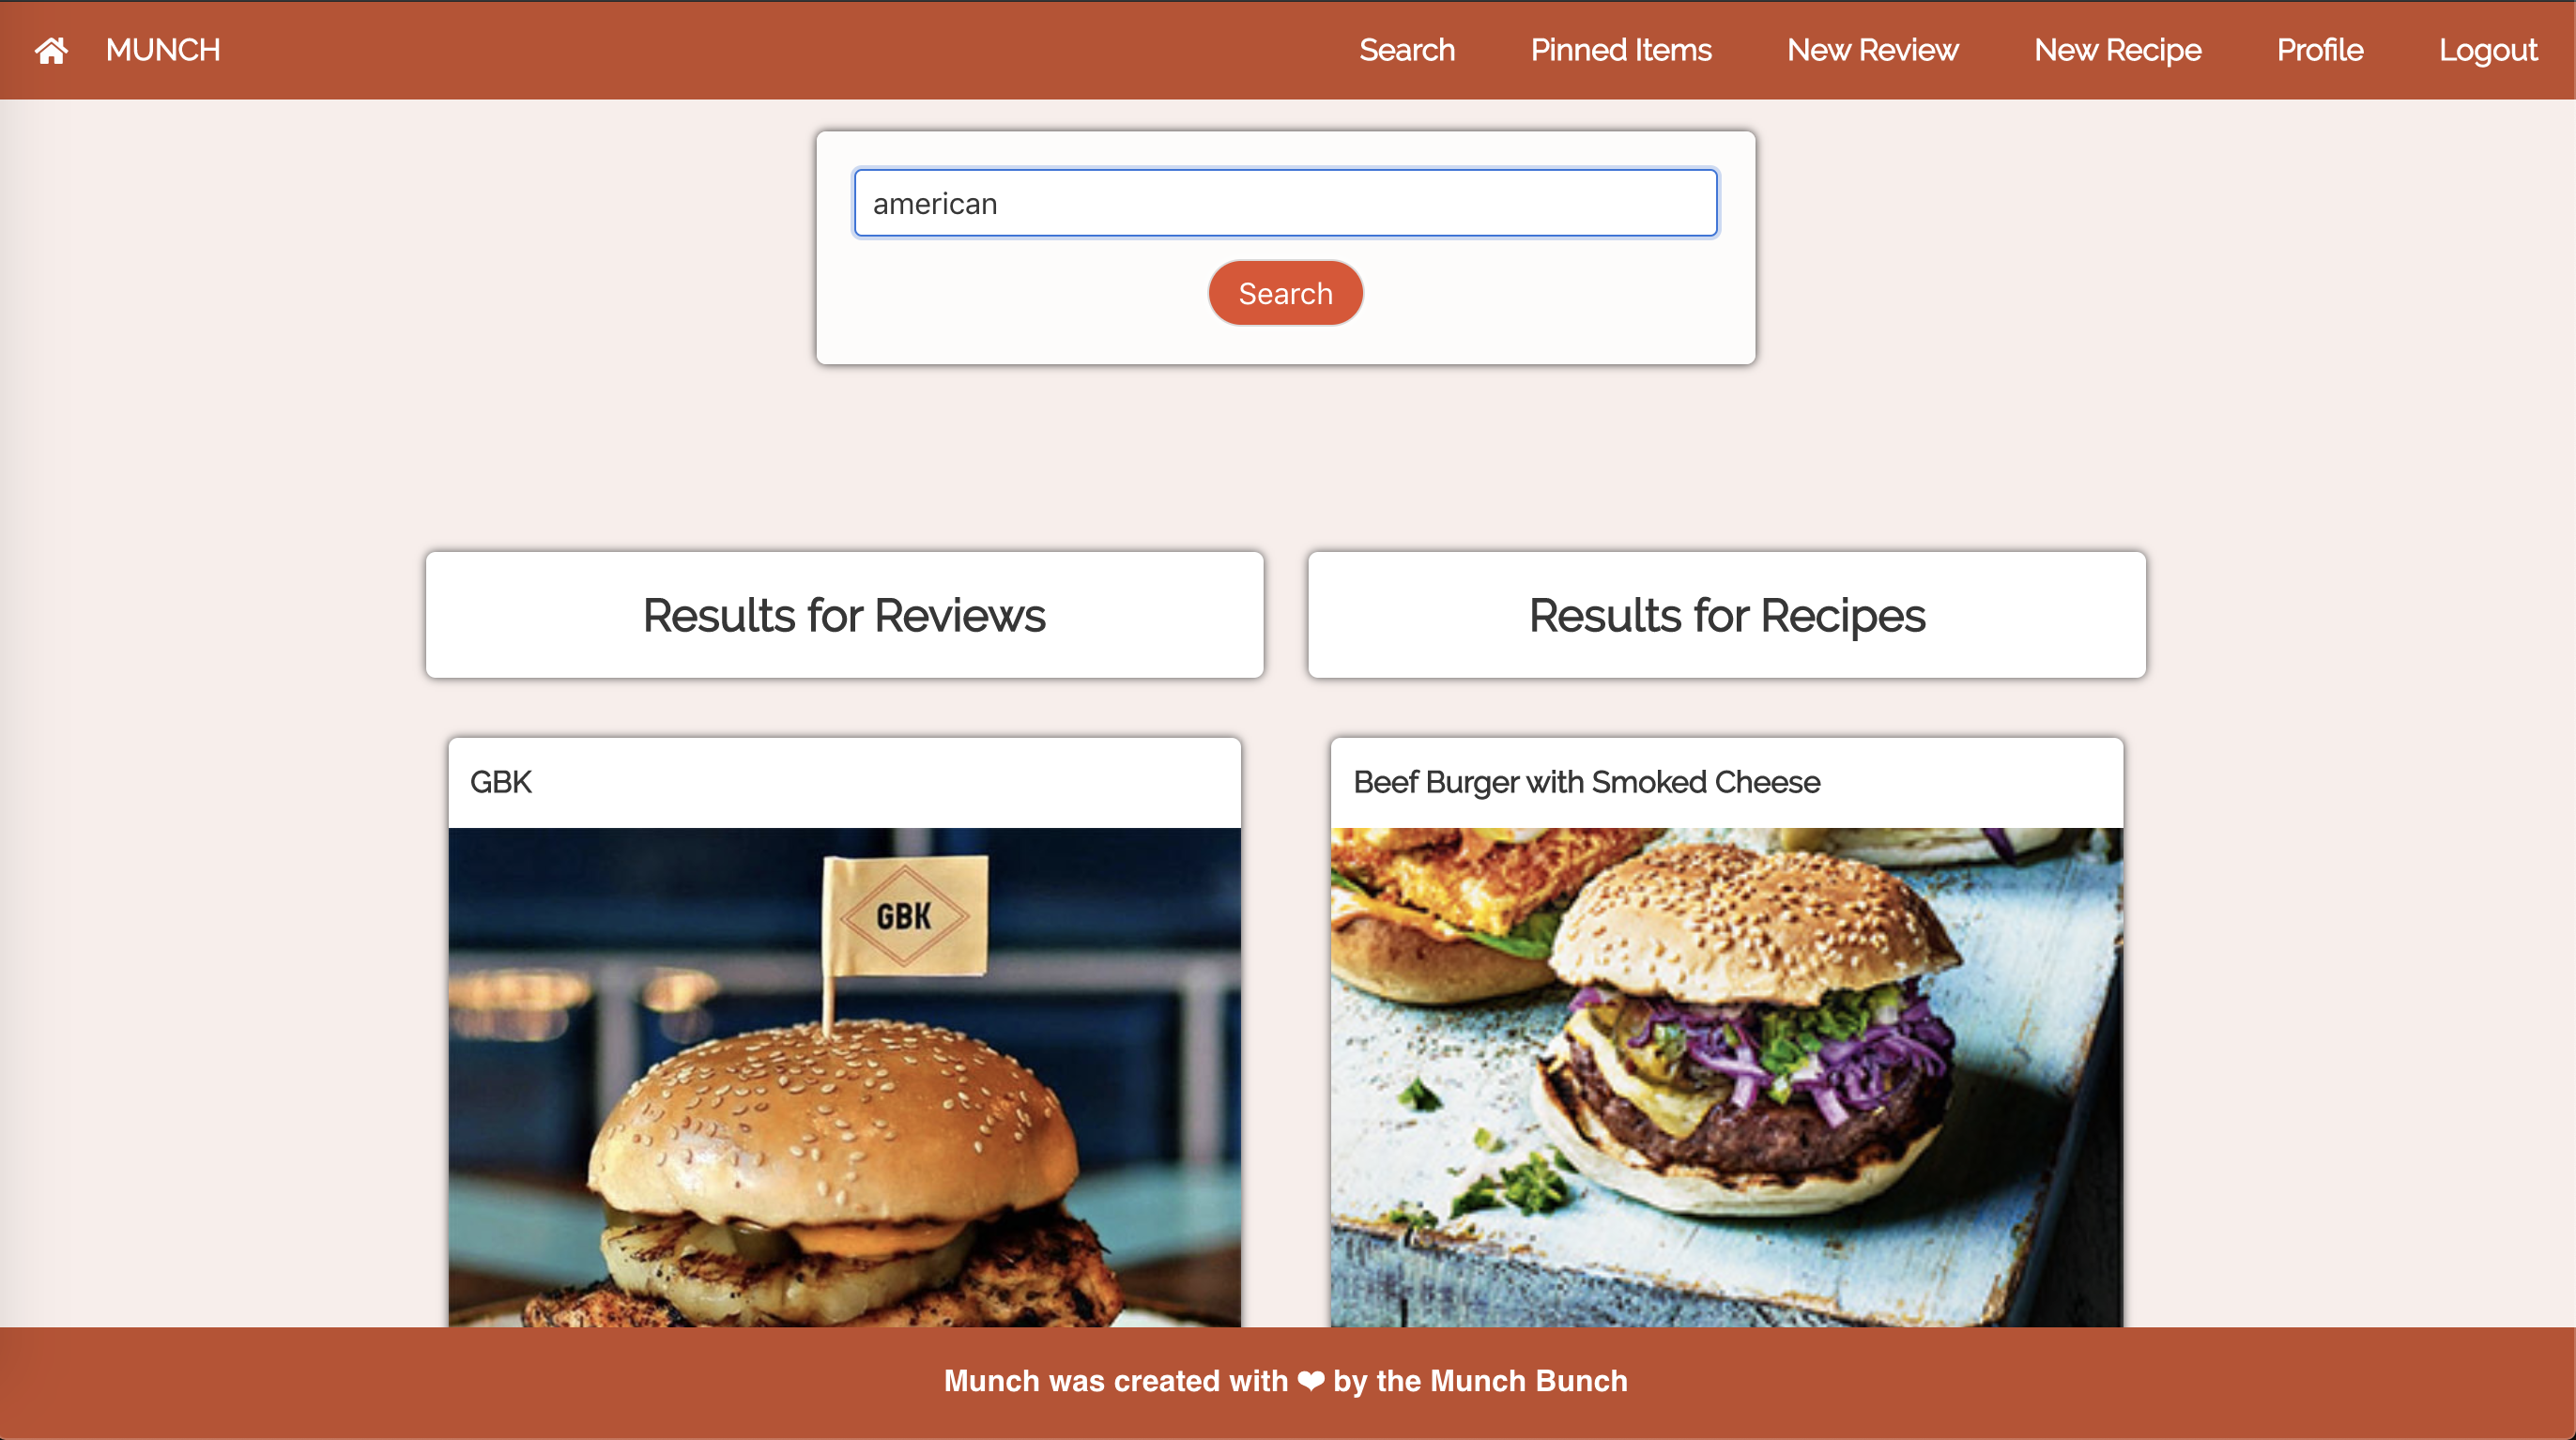 MUNCH Search Pinned Items New Review New Recipe Profile Logout
american
Search
Results for Reviews
Results for Recipes
GBK
Beef Burger with Smoked Cheese
GBK
Munch was created with ❤ by the Munch Bunch